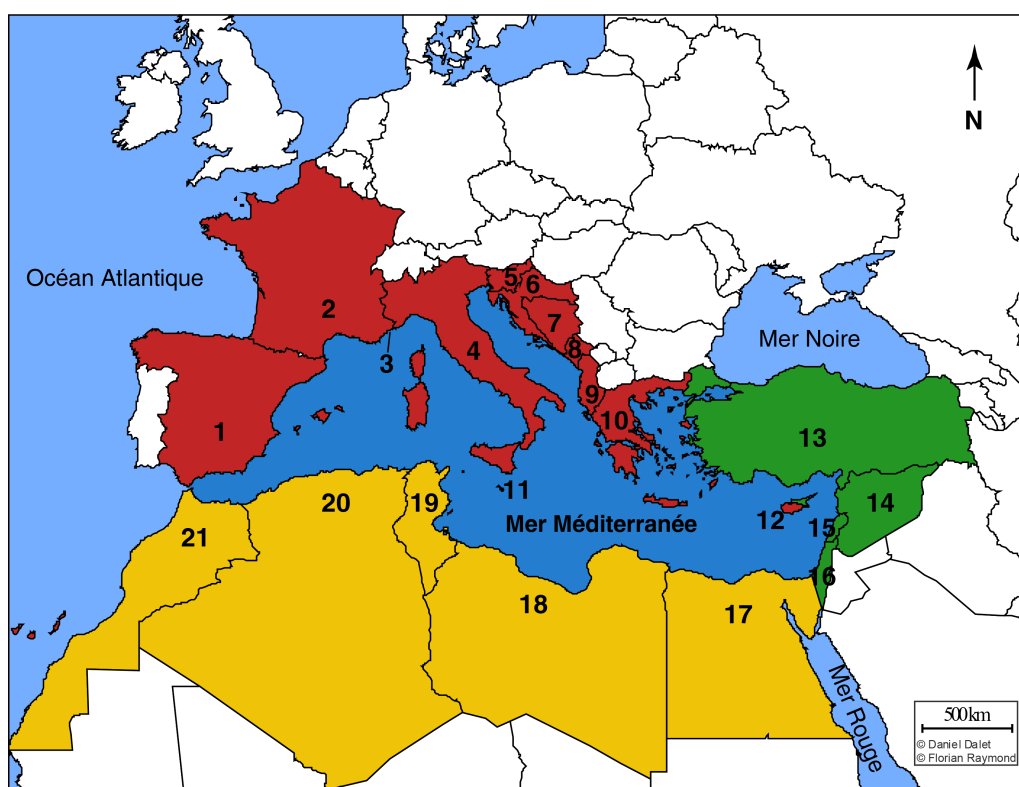 N
Océan Atlantique
5
6
2
7
Mer Noire
3
4
8
9
1
10
13
20
19
11
Mer Méditerranée
12
14
15
21
16
18
17
Mer Rouge
500km
© Daniel Dalet
© Florian Raymond